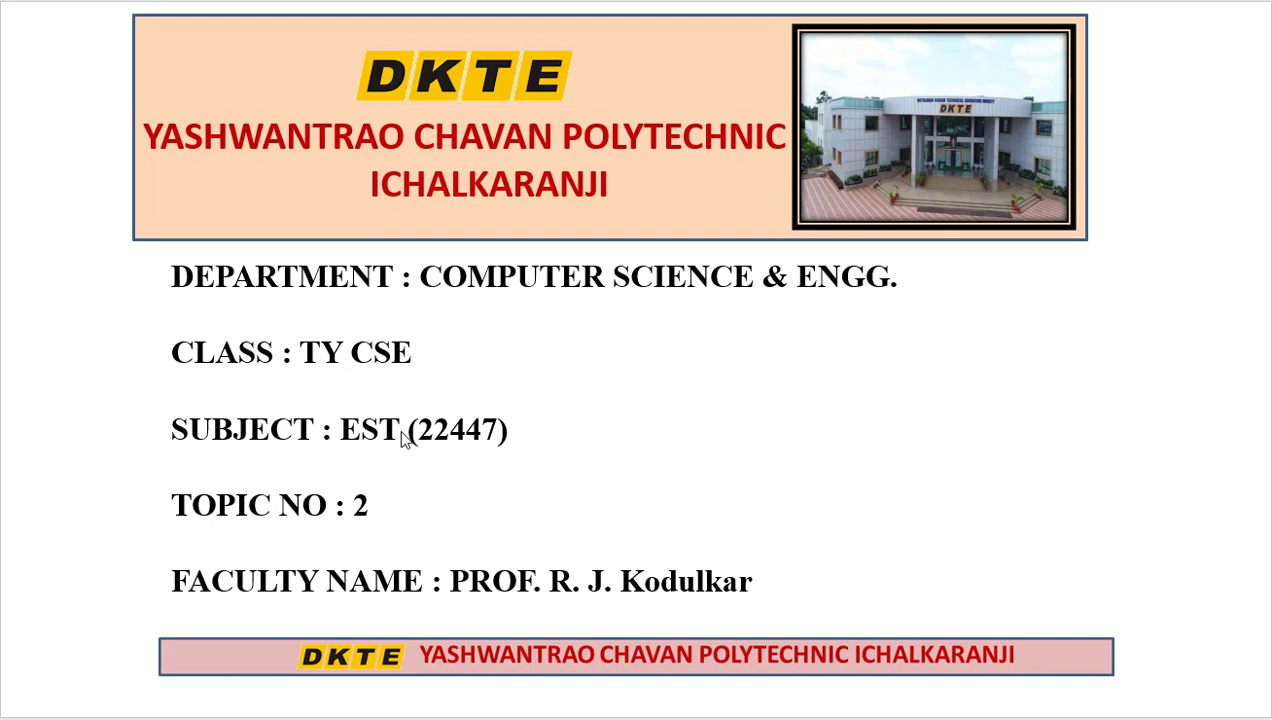 DKTE
YASHWANTRAO CHAVAN POLYTECHNIC
ICHALKARANJI
DKTE
DEPARTMENT : COMPUTER SCIENCE & ENGG.
CLASS : TY CSE
SUBJECT : EST (22447)
TOPIC NO : 2
FACULTY NAME : PROF. R. J. Kodulkar
DKTE YASHWANTRAO CHAVAN POLYTECHNIC ICHALKARANJI